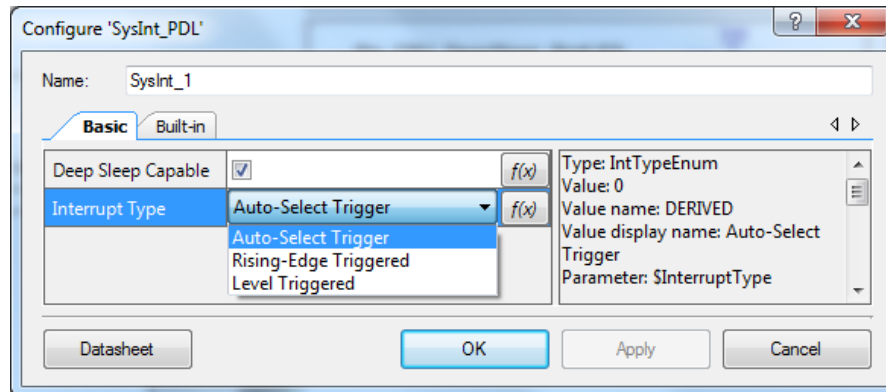 Configure 'SysInt_PDL'
?
Name: SysInt_1
Basic Built-in
Deep Sleep Capable f(x)
Interrupt Type Auto-Select Trigger f(x)
Auto-Select Trigger
Rising-Edge Triggered
Level Triggered
Type: IntTypeEnum
Value: 0
Value name: DERIVED
Value display name: Auto-Select
Trigger
Parameter: $InterruptType
Datasheet OK Apply Cancel